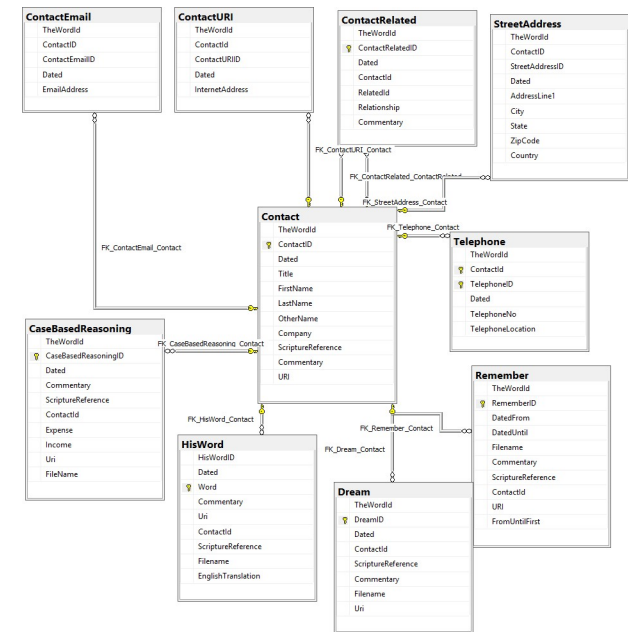 ContactEmail
TheWordId
ContactID
ContactEmailID
Dated
EmailAddress
ContactURI
TheWordId
ContactId
ContactURIID
Dated
InternetAddress
ContactRelated
TheWordId
ContactRelatedID
Dated
ContactId
RelatedId
Relationship
Commentary
StreetAddress
TheWordId
ContactID
StreetAddressID
Dated
AddressLine1
City
State
ZipCode
Country
FK_ContactURI_Contact
FK_ContactRelated_ContactRelated
FK_StreetAddress_Contact
FK_Telephone_Contact
FK_ContactEmail_Contact
Contact
TheWordId
ContactID
Dated
Title
FirstName
LastName
OtherName
Company
ScriptureReference
Commentary
URI
Telephone
TheWordId
ContactId
TelephoneID
Dated
TelephoneNo
TelephoneLocation
CaseBasedReasoning
TheWordId
CaseBasedReasoningID
Dated
Commentary
ScriptureReference
ContactId
Expense
Income
Uri
FileName
FK_CaseBasedReasoning_Contact
FK_HisWord_Contact
FK_Remember_Contact
FK_Dream_Contact
Remember
TheWordId
RememberID
DatedFrom
DatedUntil
Filename
Commentary
ScriptureReference
ContactId
URI
FromUntilFirst
HisWord
HisWordID
Dated
Word
Commentary
Uri
ContactId
ScriptureReference
Filename
EnglishTranslation
Dream
TheWordId
DreamID
Dated
ContactId
ScriptureReference
Commentary
Filename
Uri